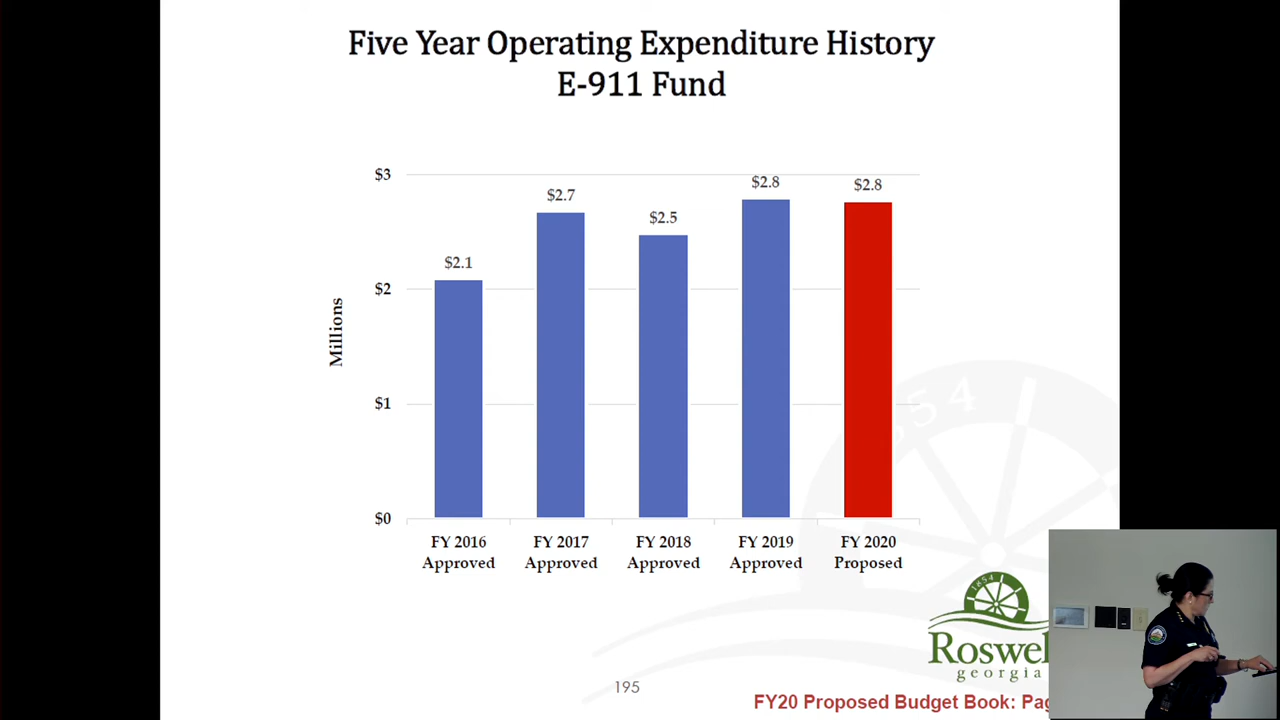 Five Year Operating Expenditure History
E-911 Fund
Millions
$3
$2
$1
$0
$2.1
$2.7
$2.5
$2.8
$2.8
FY 2016
Approved
FY 2017
Approved
FY 2018
Approved
FY 2019
Approved
FY 2020
Proposed
1854
1854
georgia
195
FY20 Proposed Budget Book: